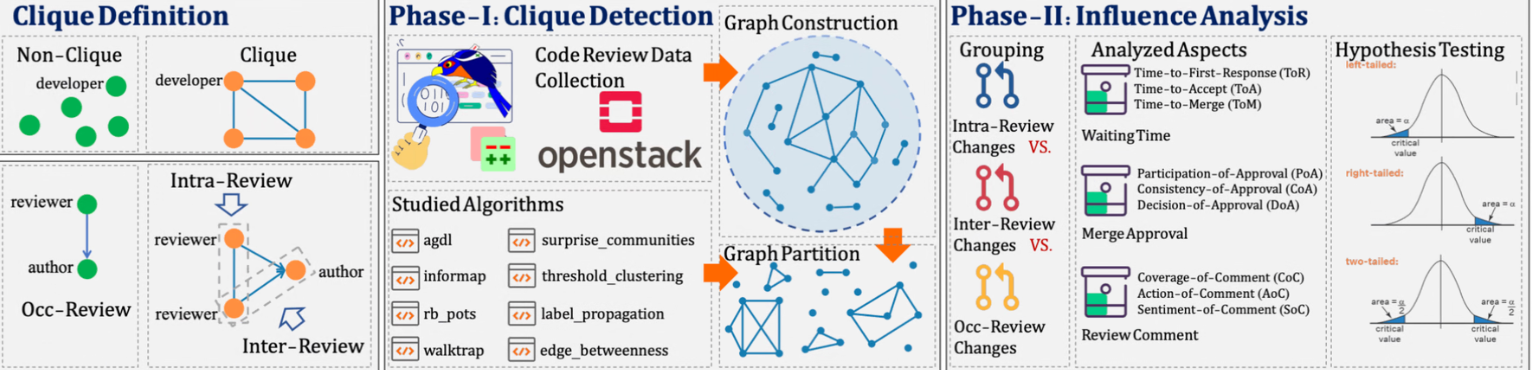 Clique Definition
Non-Clique
developer
Clique
developer
reviewer
author
Occ-Review
Intra-Review
reviewer
author
reviewer
Inter-Review
Phase-I: Clique Detection
Code Review Data
Collection
openstack
Studied Algorithms
agdl
surprise_communities
informap
threshold_clustering
rb_pots
label_propagation
walktrap
edge_betweenness
Graph Construction
Graph Partition
Phase-II: Influence Analysis
Grouping
Intra-Review
Changes VS.
Inter-Review
Changes VS.
Occ-Review
Changes
Analyzed Aspects
Time-to-First-Response (ToR)
Time-to-Accept (ToA)
Time-to-Merge (ToM)
Waiting Time
Participation-of-Approval (PoA)
Consistency-of-Approval (CoA)
Decision-of-Approval (DoA)
Merge Approval
Coverage-of-Comment (CoC)
Action-of-Comment (AoC)
Sentiment-of-Comment (SoC)
Review Comment
Hypothesis Testing
left-tailed:
area = α
critical
value
right-tailed:
area = α
critical
value
two-tailed:
area = α/2
area = α/2
critical
value
critical
value